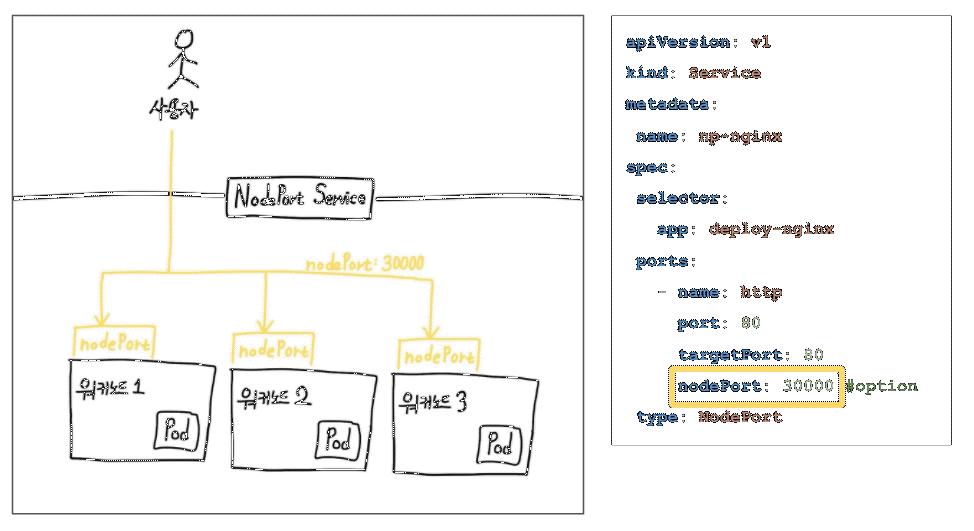 사용자
NodePort Service
nodePort:30000
nodePort
nodePort
nodePort
워커노드 1
워커노드 2
워커노드 3
Pod
Pod
Pod
apiVersion: v1
kind: Service
metadata:
name: np-nginx
spec:
selector:
app: deploy-nginx
ports:
- name: http
port: 80
targetPort: 80
nodePort: 30000 #option
type: NodePort